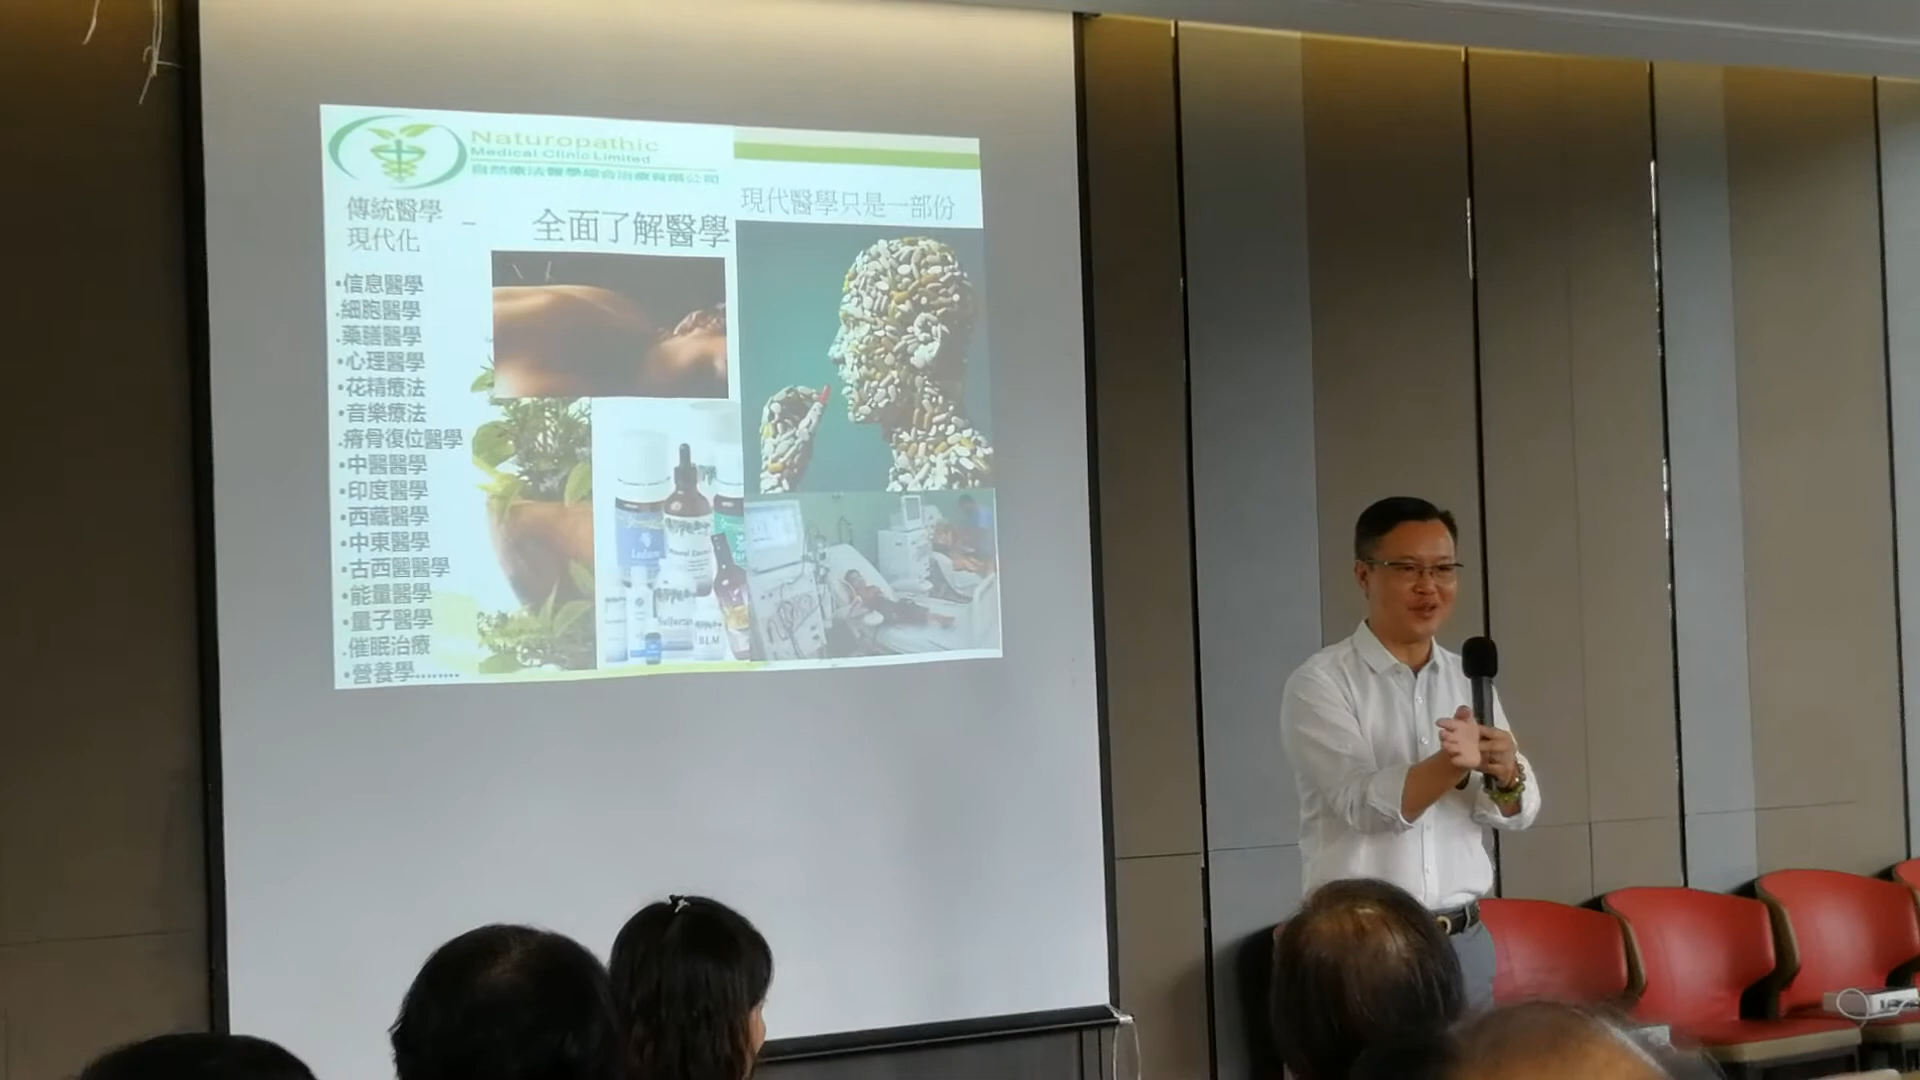 Naturopathic
Medical Clinic Limited
自然療法醫學綜合治療有限公司
傳統醫學
現代化
全面了解醫學
現代醫學只是一部份
•信息醫學
•細胞醫學
•藥膳醫學
•心理醫學
•花精療法
•音樂療法
•瘠骨復位醫學
•中醫醫學
•印度醫學
•西藏醫學
•中東醫學
•古西醫醫學
•能量醫學
•量子醫學
•催眠治療
•營養學........
BLM